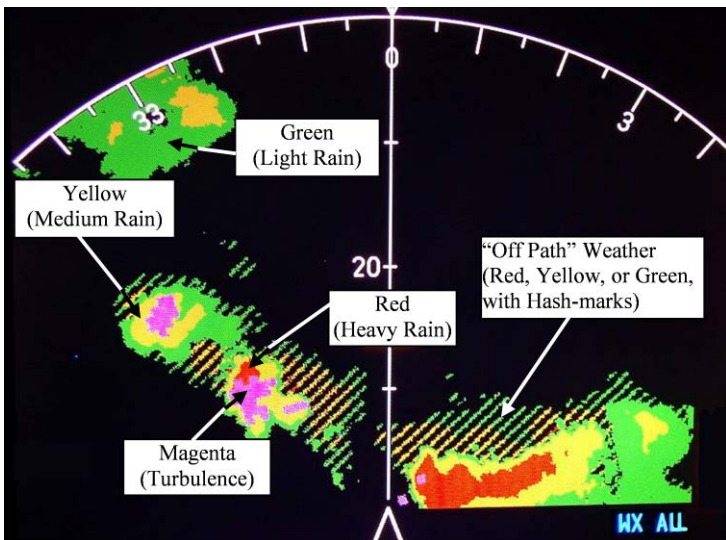 0
33
3
Green
(Light Rain)
Yellow
(Medium Rain)
"Off Path" Weather
(Red, Yellow, or Green,
with Hash-marks)
20
Red
(Heavy Rain)
Magenta
(Turbulence)
WX ALL